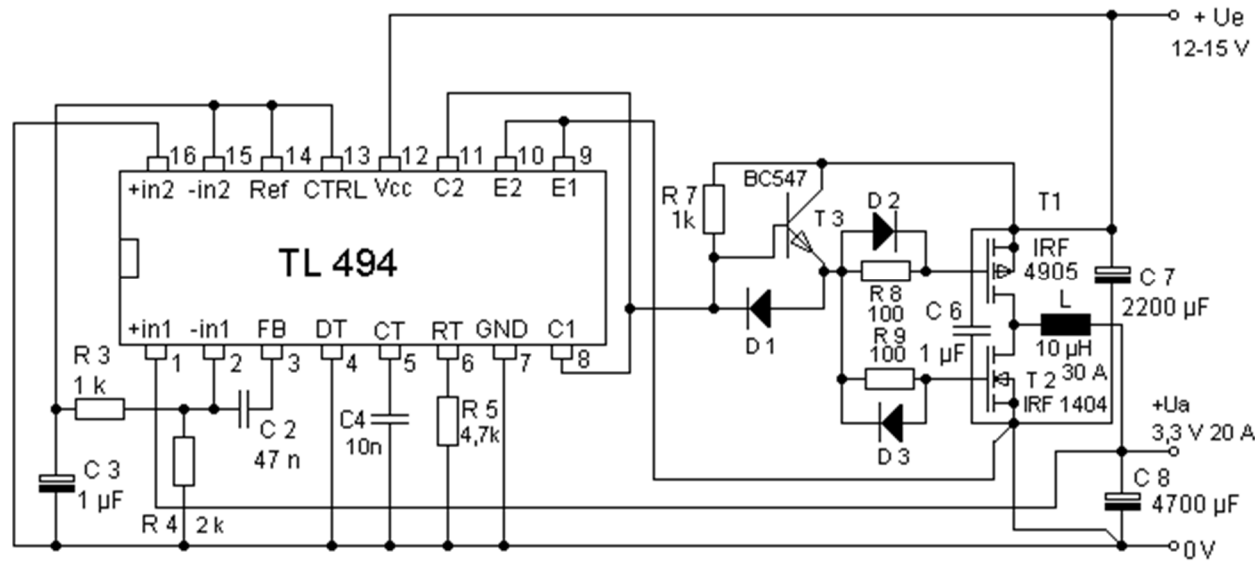 + Ue
12-15 V
16 15 14 13 12 11 10 9
+in2 -in2 Ref CTRL Vcc C2 E2 E1
TL 494
+in1 -in1 FB DT CT RT GND C1
1 2 3 4 5 6 7 8
R 7
1k
BC547
T 3
D 1
D 2
R 8
100
R 9
100
D 3
T1
IRF
4905
C 6
1 µF
L
10 µH
30 A
T 2
IRF 1404
C 7
2200 µF
R 3
1 k
C 2
47 n
C4
10n
R 5
4,7k
C 3
1 µF
R 4 2 k
+Ua
3,3 V 20 A
C 8
4700 µF
0 V